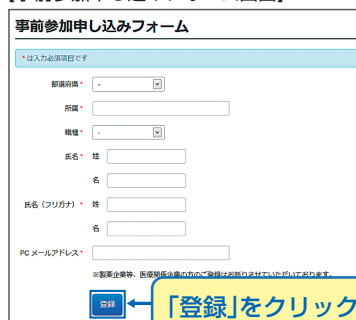 事前参加申し込みフォーム
*は入力必須項目です
都道府県* -
所属*
職種* -
氏名* 姓
名
氏名（フリガナ）* 姓
名
PCメールアドレス*
※製薬企業等、医療関係企業の方のご登録はお断りさせていただいております。
登録
「登録」をクリック